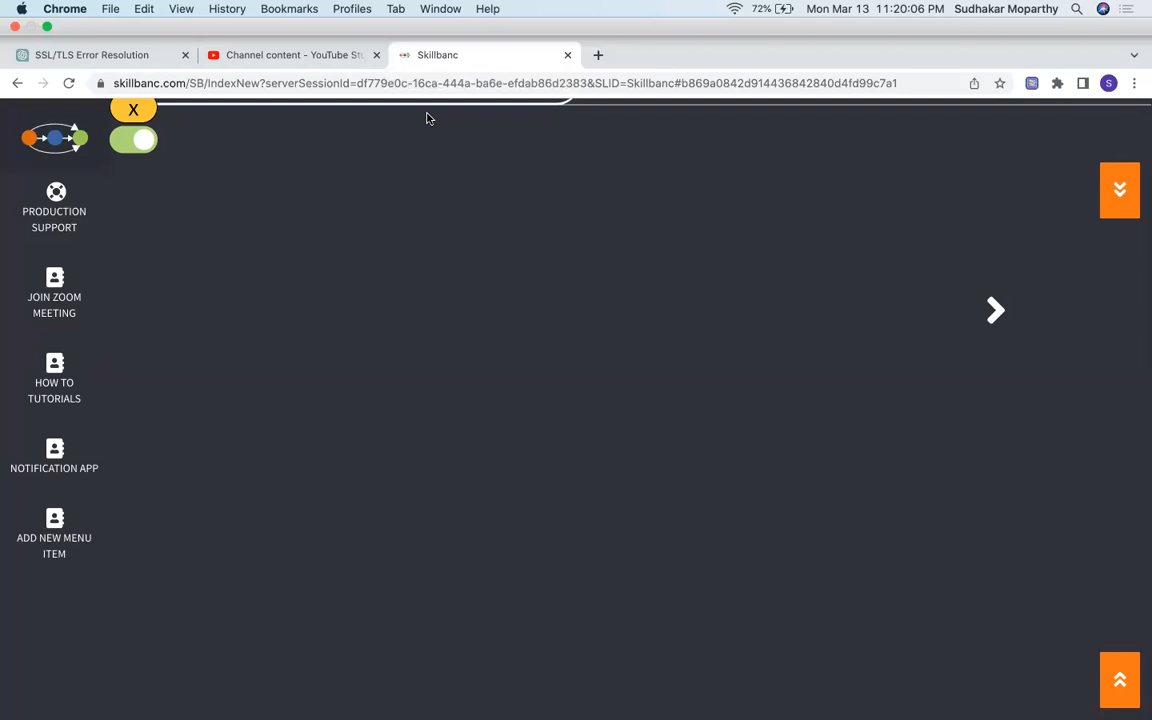 Chrome File Edit View History Bookmarks Profiles Tab Window Help 72% Mon Mar 13 11:20:06 PM Sudhakar Moparthy
SSL/TLS Error Resolution Channel content - YouTube Stu Skillbanc
skillbanc.com/SB/IndexNew?serverSessionId=df779e0c-16ca-444a-ba6e-efdab86d2383&SLID=Skillbanc#b869a0842d914436842840d4fd99c7a1 S
X
PRODUCTION
SUPPORT
JOIN ZOOM
MEETING
HOW TO
TUTORIALS
NOTIFICATION APP
ADD NEW MENU
ITEM